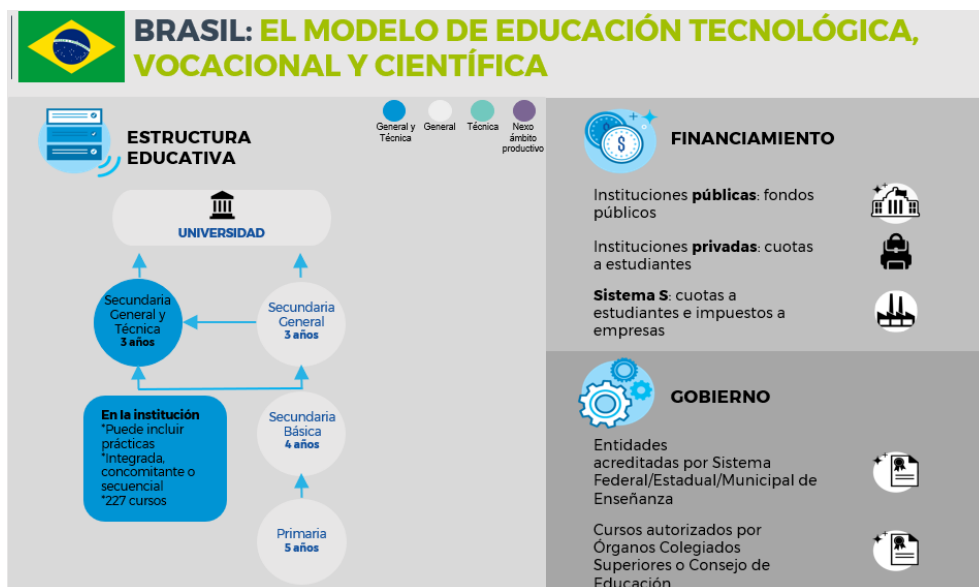 BRASIL: EL MODELO DE EDUCACIÓN TECNOLÓGICA,
VOCACIONAL Y CIENTÍFICA
ESTRUCTURA
EDUCATIVA
General y
Técnica
General
Técnica
Nexo
ámbito
productivo
UNIVERSIDAD
Secundaria
General y
Técnica
3 años
Secundaria
General
3 años
En la institución
*Puede incluir
prácticas
*Integrada,
concomitante o
secuencial
*227 cursos
Secundaria
Básica
4 años
Primaria
5 años
FINANCIAMIENTO
$
Instituciones públicas: fondos
públicos
Instituciones privadas: cuotas
a estudiantes
Sistema S: cuotas a
estudiantes e impuestos a
empresas
GOBIERNO
Entidades
acreditadas por Sistema
Federal/Estadual/Municipal de
Enseñanza
Cursos autorizados por
Órganos Colegiados
Superiores o Consejo de
Educación